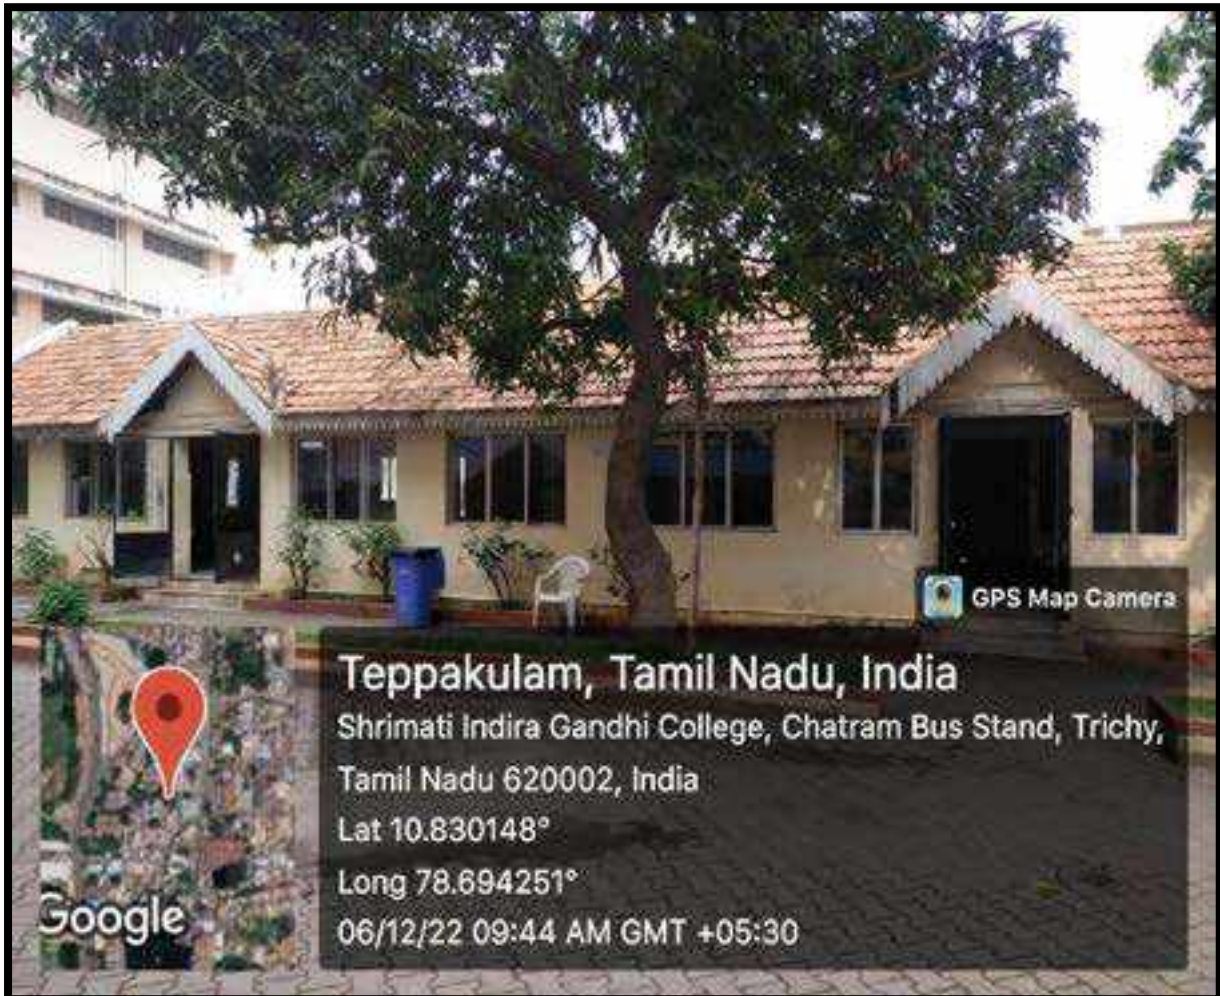 GPS Map Camera
Teppakulam, Tamil Nadu, India
Shrimati Indira Gandhi College, Chatram Bus Stand, Trichy,
Tamil Nadu 620002, India
Lat 10.830148°
Long 78.694251°
06/12/22 09:44 AM GMT +05:30
Google